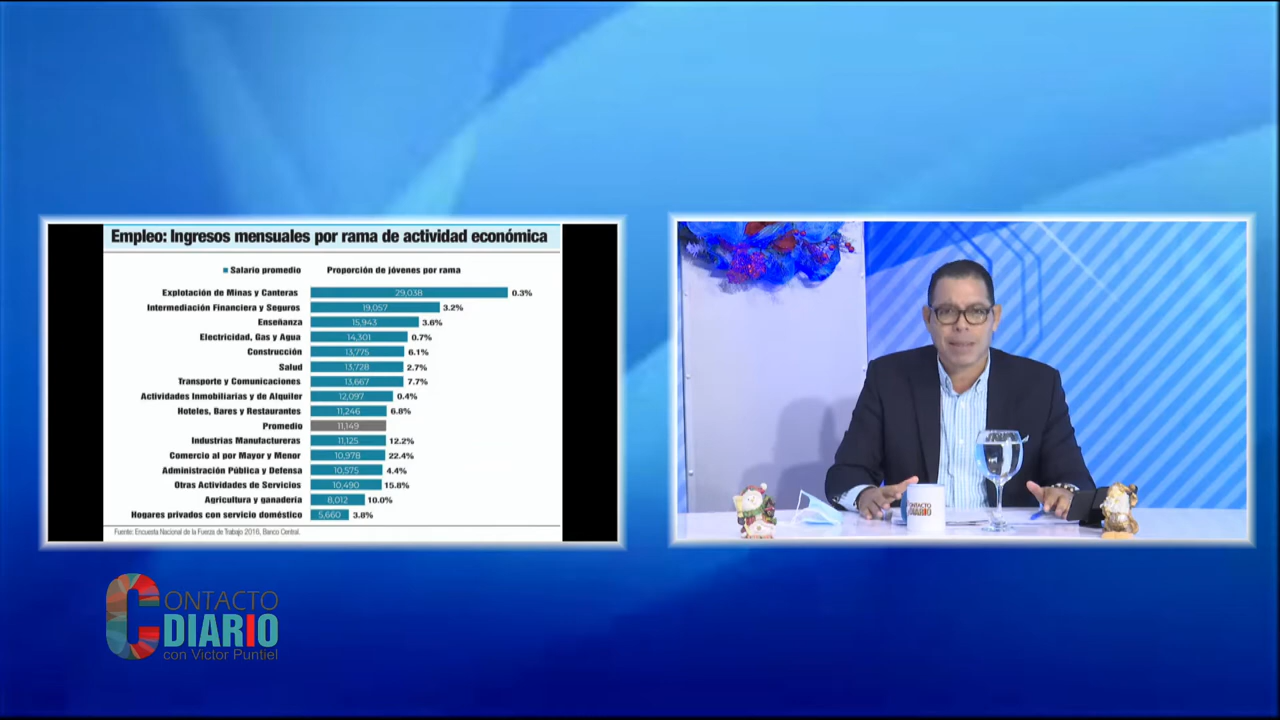 Empleo: Ingresos mensuales por rama de actividad económica
Salario promedio Proporción de jóvenes por rama
Explotación de Minas y Canteras 29,038 0.3%
Intermediación Financiera y Seguros 19,057 3.2%
Enseñanza 15,943 3.6%
Electricidad, Gas y Agua 14,301 0.7%
Construcción 13,775 6.1%
Salud 13,728 2.7%
Transporte y Comunicaciones 13,667 7.7%
Actividades Inmobiliarias y de Alquiler 12,097 0.4%
Hoteles, Bares y Restaurantes 11,246 6.8%
Promedio 11,149
Industrias Manufactureras 11,125 12.2%
Comercio al por Mayor y Menor 10,978 22.4%
Administración Pública y Defensa 10,575 4.4%
Otras Actividades de Servicios 10,490 15.8%
Agricultura y ganadería 8,012 10.0%
Hogares privados con servicio doméstico 5,660 3.8%
Fuente: Encuesta Nacional de la Fuerza de Trabajo 2016, Banco Central.
CONTACTO
DIARIO
CONTACTO
DIARIO
con Victor Puntiel